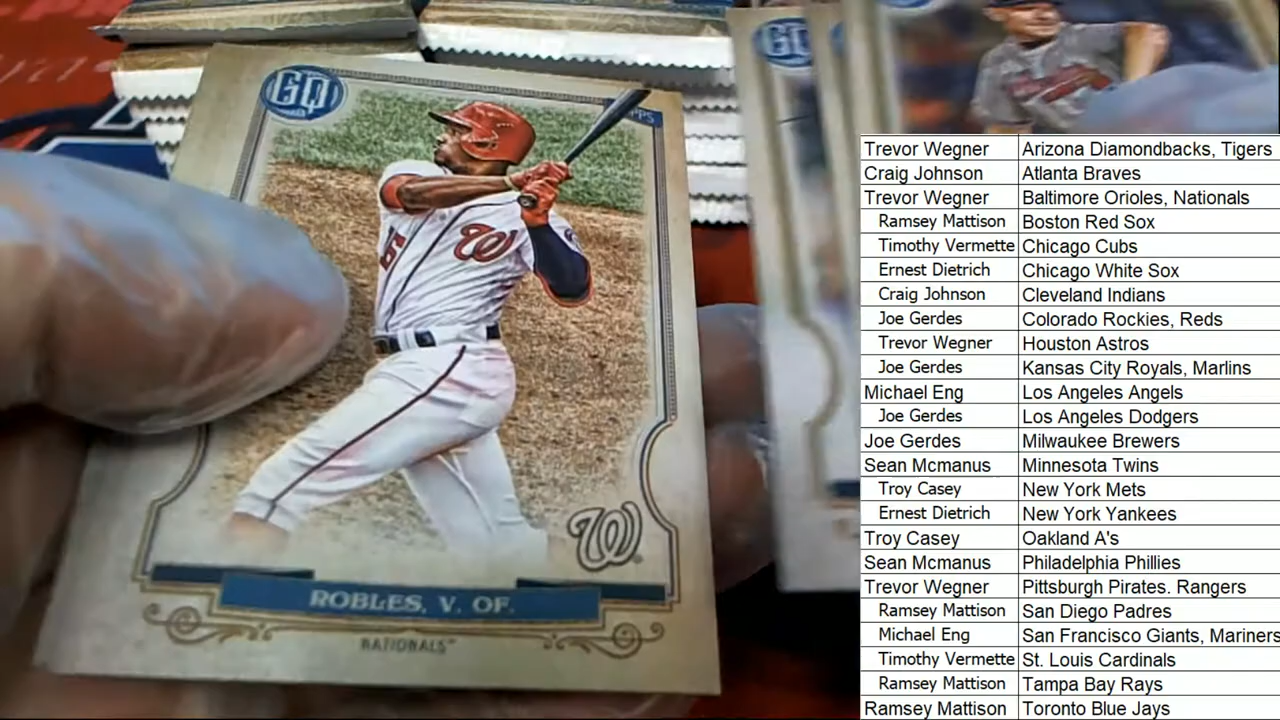 GQ
GQ
W
W
ROBLES, V. OF.
NATIONALS™
Trevor Wegner Arizona Diamondbacks, Tigers
Craig Johnson Atlanta Braves
Trevor Wegner Baltimore Orioles, Nationals
Ramsey Mattison Boston Red Sox
Timothy Vermette Chicago Cubs
Ernest Dietrich Chicago White Sox
Craig Johnson Cleveland Indians
Joe Gerdes Colorado Rockies, Reds
Trevor Wegner Houston Astros
Joe Gerdes Kansas City Royals, Marlins
Michael Eng Los Angeles Angels
Joe Gerdes Los Angeles Dodgers
Joe Gerdes Milwaukee Brewers
Sean Mcmanus Minnesota Twins
Troy Casey New York Mets
Ernest Dietrich New York Yankees
Troy Casey Oakland A's
Sean Mcmanus Philadelphia Phillies
Trevor Wegner Pittsburgh Pirates. Rangers
Ramsey Mattison San Diego Padres
Michael Eng San Francisco Giants, Mariners
Timothy Vermette St. Louis Cardinals
Ramsey Mattison Tampa Bay Rays
Ramsey Mattison Toronto Blue Jays